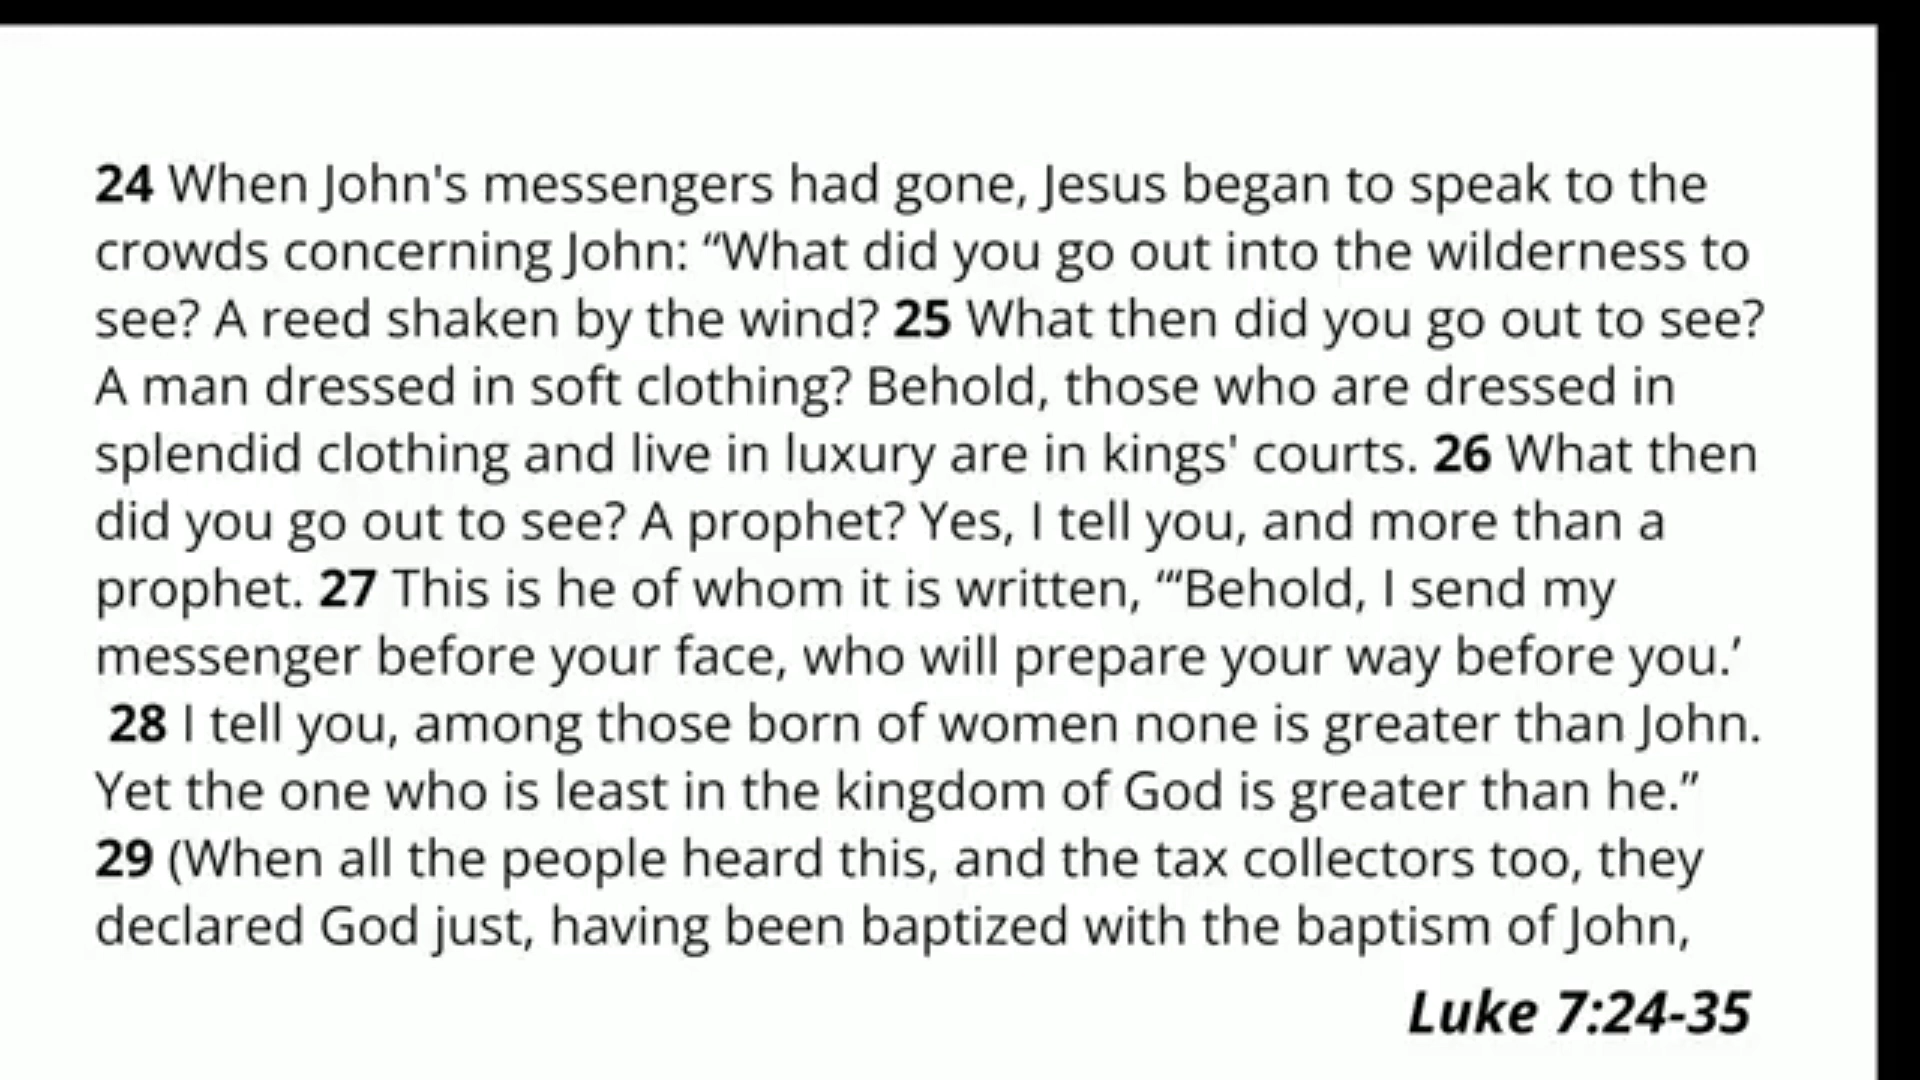 24 When John's messengers had gone, Jesus began to speak to the
crowds concerning John: “What did you go out into the wilderness to
see? A reed shaken by the wind? 25 What then did you go out to see?
A man dressed in soft clothing? Behold, those who are dressed in
splendid clothing and live in luxury are in kings' courts. 26 What then
did you go out to see? A prophet? Yes, I tell you, and more than a
prophet. 27 This is he of whom it is written, “‘Behold, I send my
messenger before your face, who will prepare your way before you.’
28 I tell you, among those born of women none is greater than John.
Yet the one who is least in the kingdom of God is greater than he.”
29 (When all the people heard this, and the tax collectors too, they
declared God just, having been baptized with the baptism of John,
Luke 7:24-35